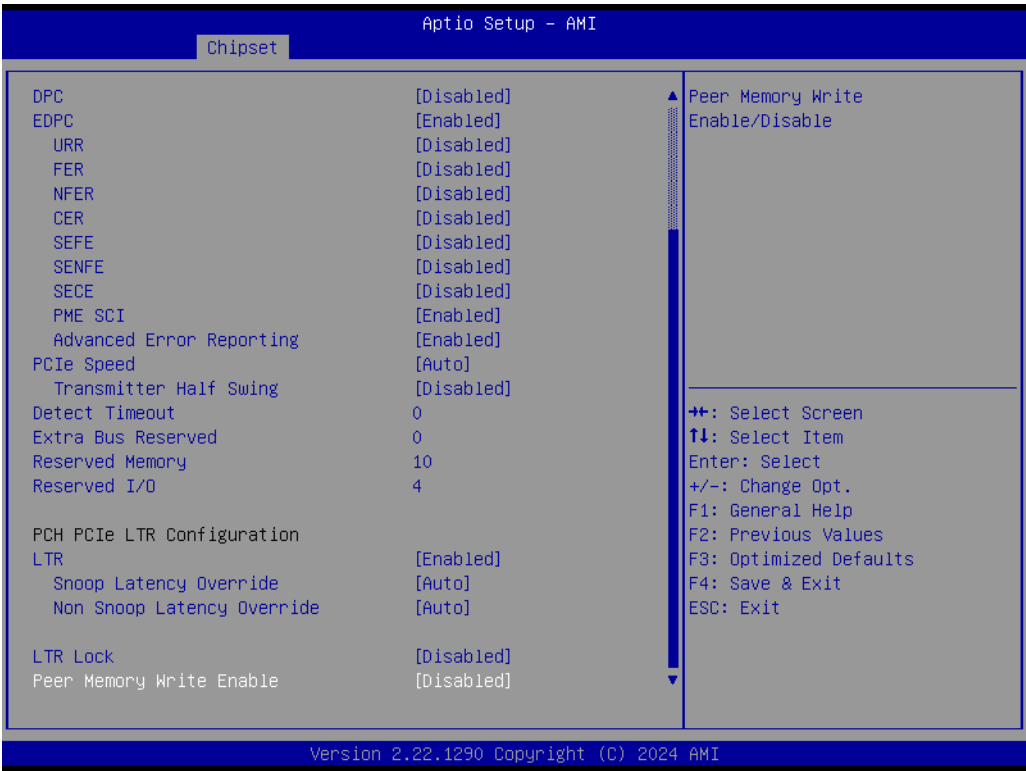 Aptio Setup – AMI
Chipset
DPC [Disabled]
EDPC [Enabled]
URR [Disabled]
FER [Disabled]
NFER [Disabled]
CER [Disabled]
SEFE [Disabled]
SENFE [Disabled]
SECE [Disabled]
PME SCI [Enabled]
Advanced Error Reporting [Enabled]
PCIe Speed [Auto]
Transmitter Half Swing [Disabled]
Detect Timeout 0
Extra Bus Reserved 0
Reserved Memory 10
Reserved I/O 4
PCH PCIe LTR Configuration
LTR [Enabled]
Snoop Latency Override [Auto]
Non Snoop Latency Override [Auto]
LTR Lock [Disabled]
Peer Memory Write Enable [Disabled]
Peer Memory Write
Enable/Disable
→←: Select Screen
↑↓: Select Item
Enter: Select
+/-: Change Opt.
F1: General Help
F2: Previous Values
F3: Optimized Defaults
F4: Save & Exit
ESC: Exit
Version 2.22.1290 Copyright (C) 2024 AMI